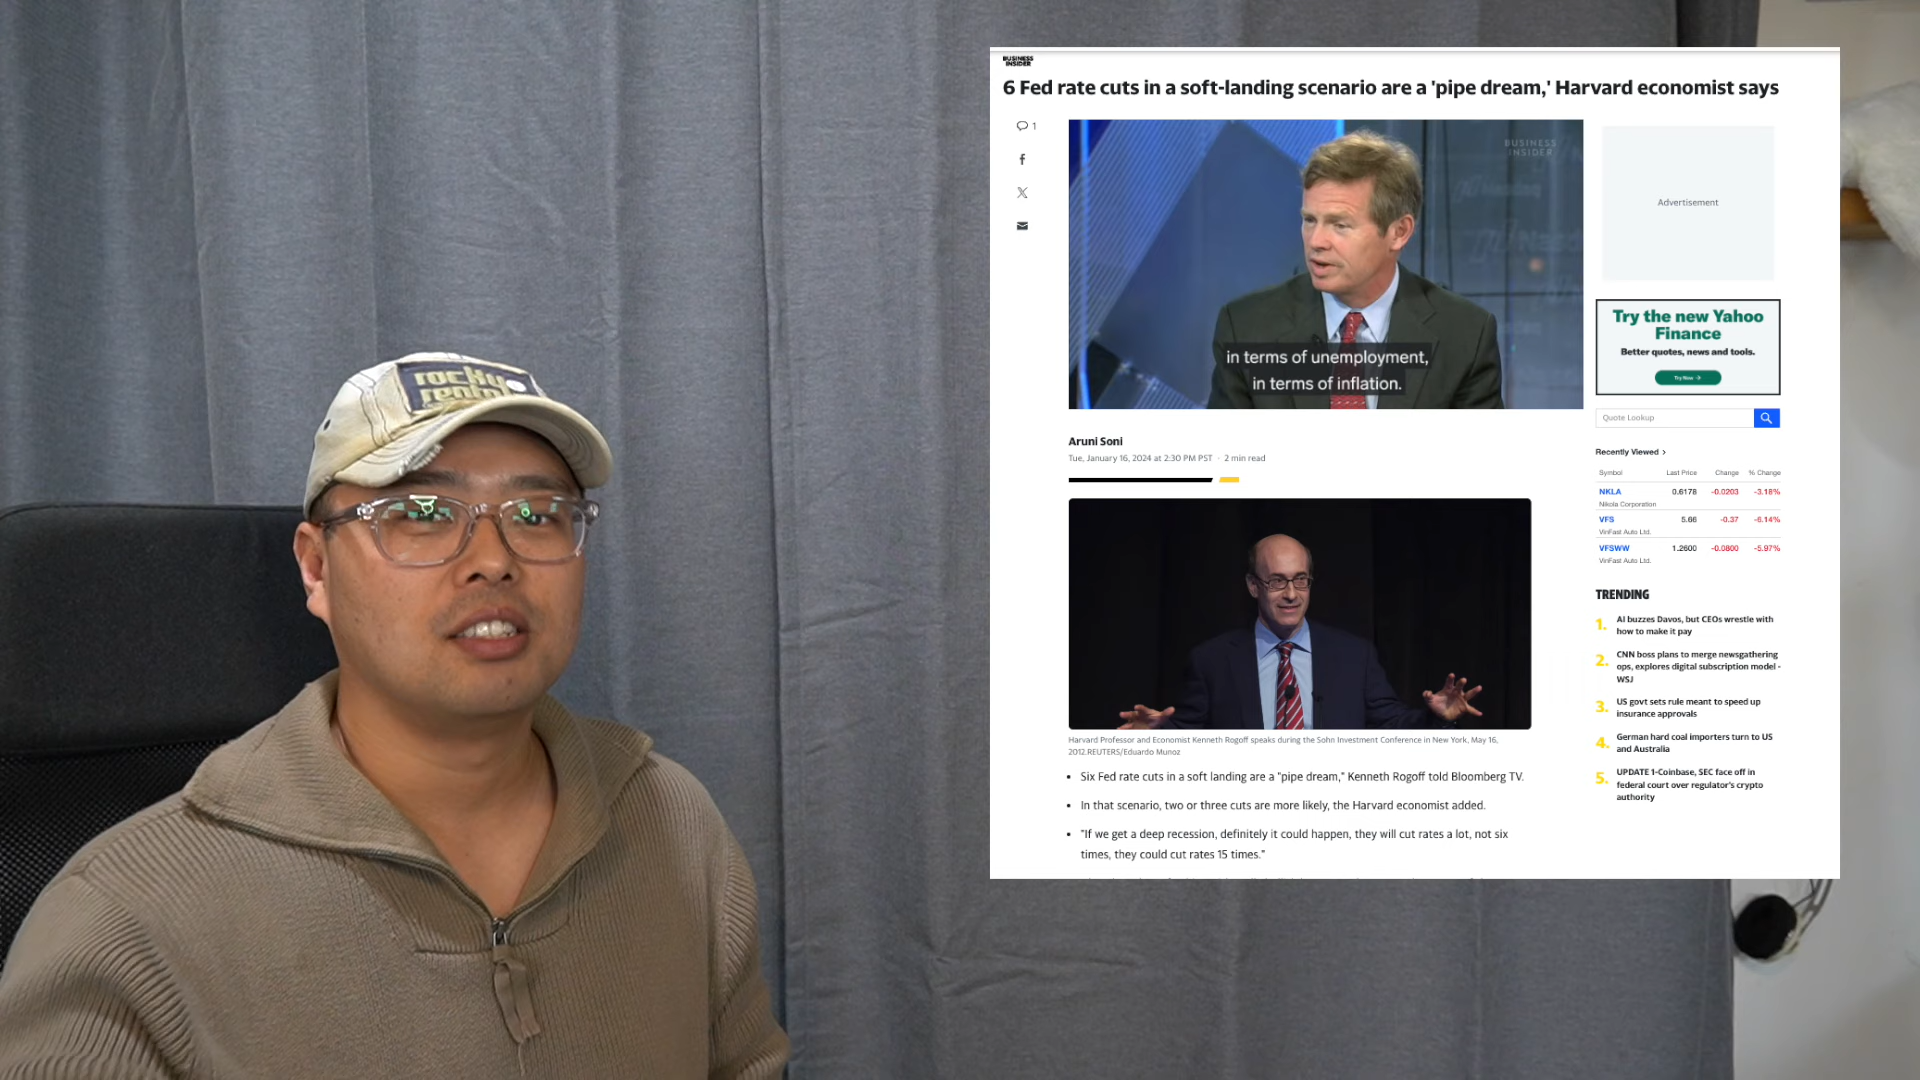 rocky
BUSINESS
INSIDER
6 Fed rate cuts in a soft-landing scenario are a 'pipe dream,' Harvard economist says
1
BUSINESS
INSIDER
in terms of unemployment,
in terms of inflation.
Aruni Soni
Tue, January 16, 2024 at 2:30 PM PST · 2 min read
Harvard Professor and Economist Kenneth Rogoff speaks during the Sohn Investment Conference in New York, May 16,
2012.REUTERS/Eduardo Munoz
• Six Fed rate cuts in a soft landing are a "pipe dream," Kenneth Rogoff told Bloomberg TV.
• In that scenario, two or three cuts are more likely, the Harvard economist added.
• "If we get a deep recession, definitely it could happen, they will cut rates a lot, not six
times, they could cut rates 15 times."
Advertisement
Try the new Yahoo
Finance
Better quotes, news and tools.
Try Now →
Quote Lookup
Recently Viewed >
Symbol Last Price Change % Change
NKLA 0.6178 -0.0203 -3.18%
Nikola Corporation
VFS 5.66 -0.37 -6.14%
VinFast Auto Ltd.
VFSWW 1.2600 -0.0800 -5.97%
VinFast Auto Ltd.
TRENDING
1. AI buzzes Davos, but CEOs wrestle with
how to make it pay
2. CNN boss plans to merge newsgathering
ops, explores digital subscription model -
WSJ
3. US govt sets rule meant to speed up
insurance approvals
4. German hard coal importers turn to US
and Australia
5. UPDATE 1-Coinbase, SEC face off in
federal court over regulator's crypto
authority